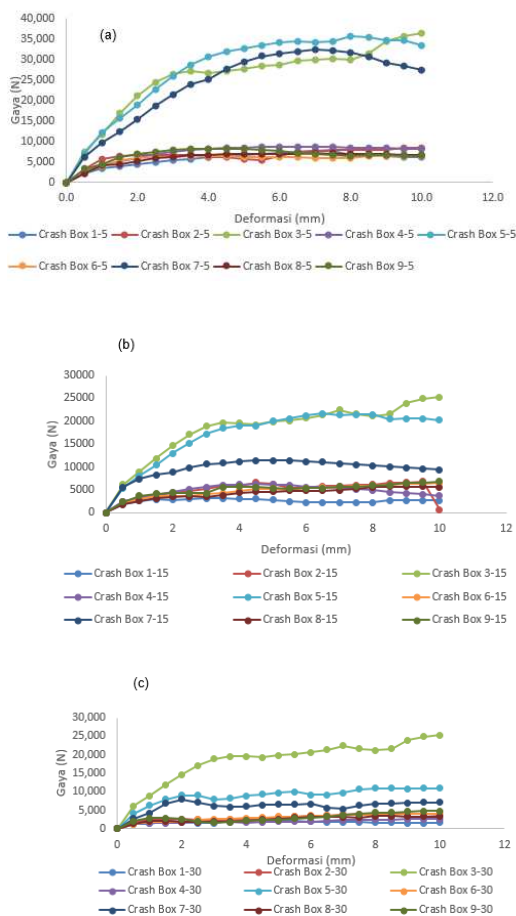 (a)
40,000
35,000
30,000
25,000
20,000
15,000
10,000
5,000
0
Gaya (N)
0.0 2.0 4.0 6.0 8.0 10.0 12.0
Deformasi (mm)
Crash Box 1-5 Crash Box 2-5 Crash Box 3-5 Crash Box 4-5 Crash Box 5-5
Crash Box 6-5 Crash Box 7-5 Crash Box 8-5 Crash Box 9-5
(b)
30000
25000
20000
15000
10000
5000
0
Gaya (N)
0 2 4 6 8 10 12
Deformasi (mm)
Crash Box 1-15 Crash Box 2-15 Crash Box 3-15
Crash Box 4-15 Crash Box 5-15 Crash Box 6-15
Crash Box 7-15 Crash Box 8-15 Crash Box 9-15
(c)
30,000
25,000
20,000
15,000
10,000
5,000
0
Gaya (N)
0 2 4 6 8 10 12
Deformasi (mm)
Crash Box 1-30 Crash Box 2-30 Crash Box 3-30
Crash Box 4-30 Crash Box 5-30 Crash Box 6-30
Crash Box 7-30 Crash Box 8-30 Crash Box 9-30